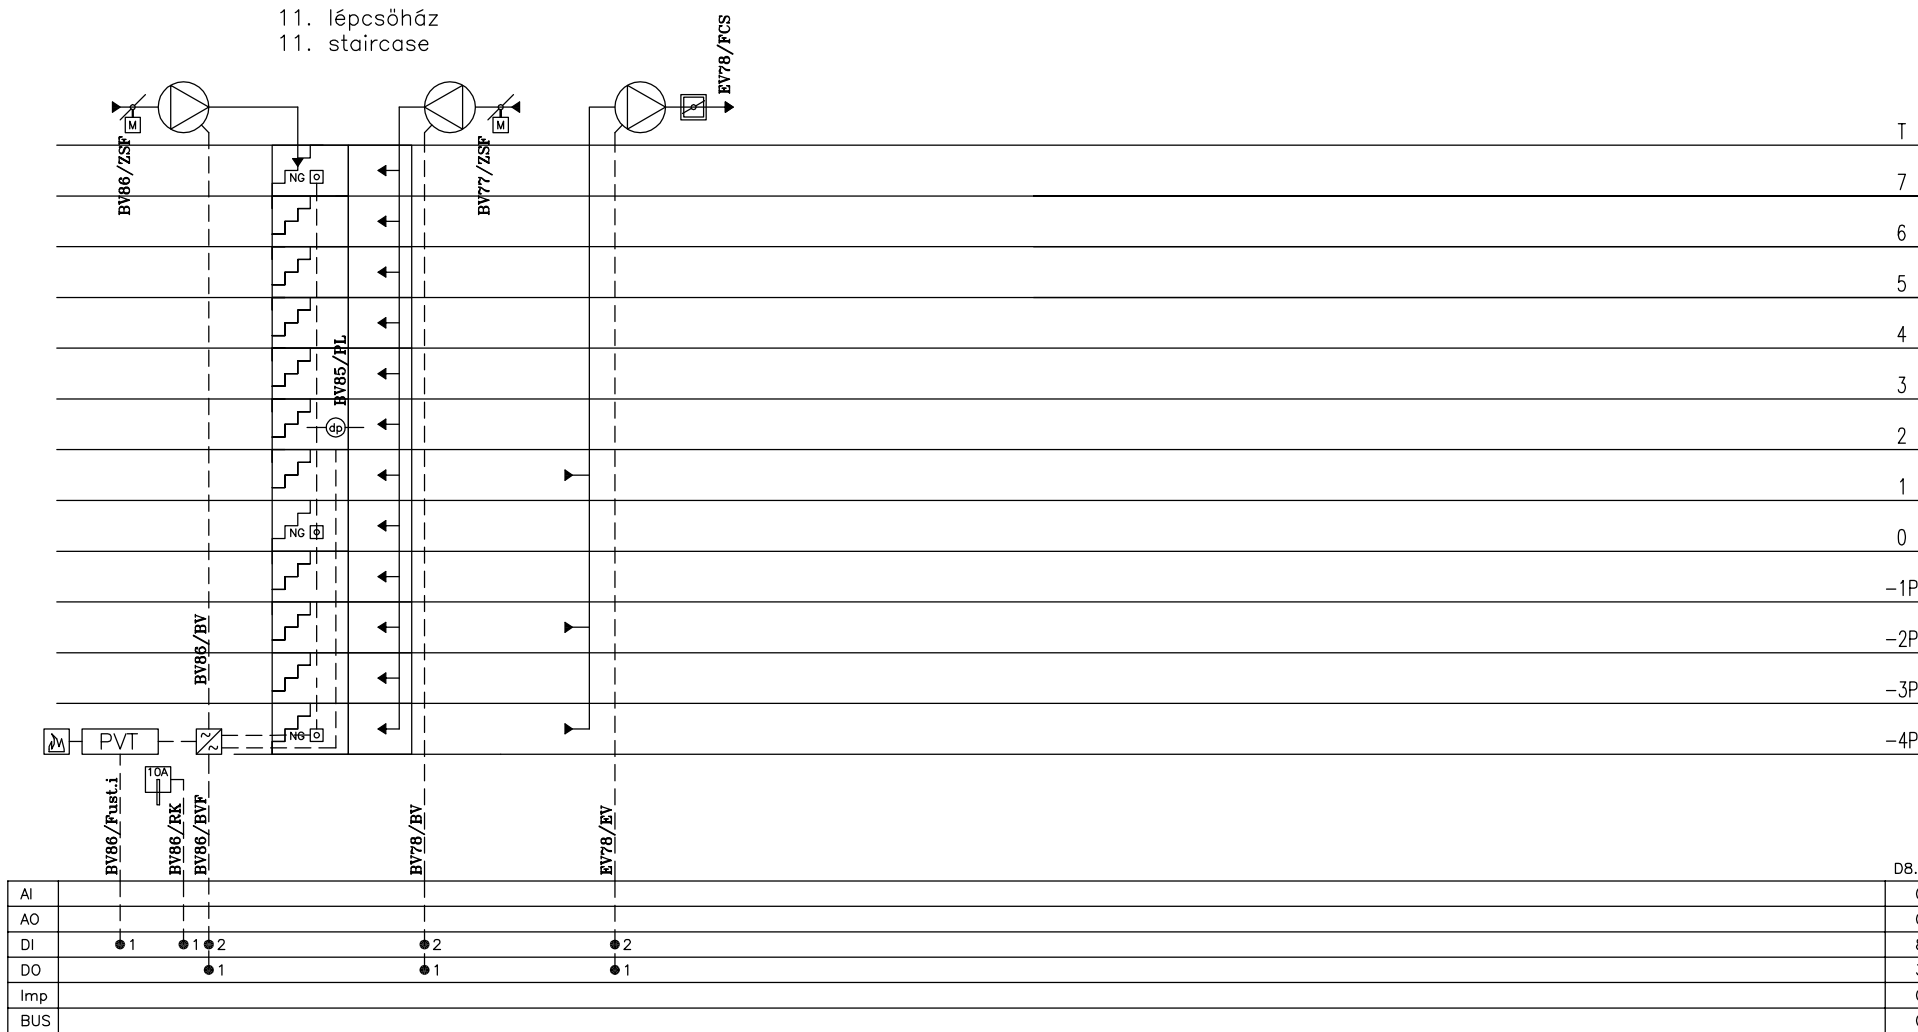 11. lépcsöház
11. staircase
EV78/FCS
M
M
BV86/ZSF
BV77/ZSF
T
NG
7
6
5
4
BV85/PL
3
dp
2
1
NG
0
-1P
BV86/BV
-2P
-3P
PVT
NG
-4P
10A
BV86/Fust.i
BV86/RK
BV86/BVF
BV78/BV
EV78/EV
D8.
AI
AO
DI 1 1 2 2 2
DO 1 1 1
Imp
BUS